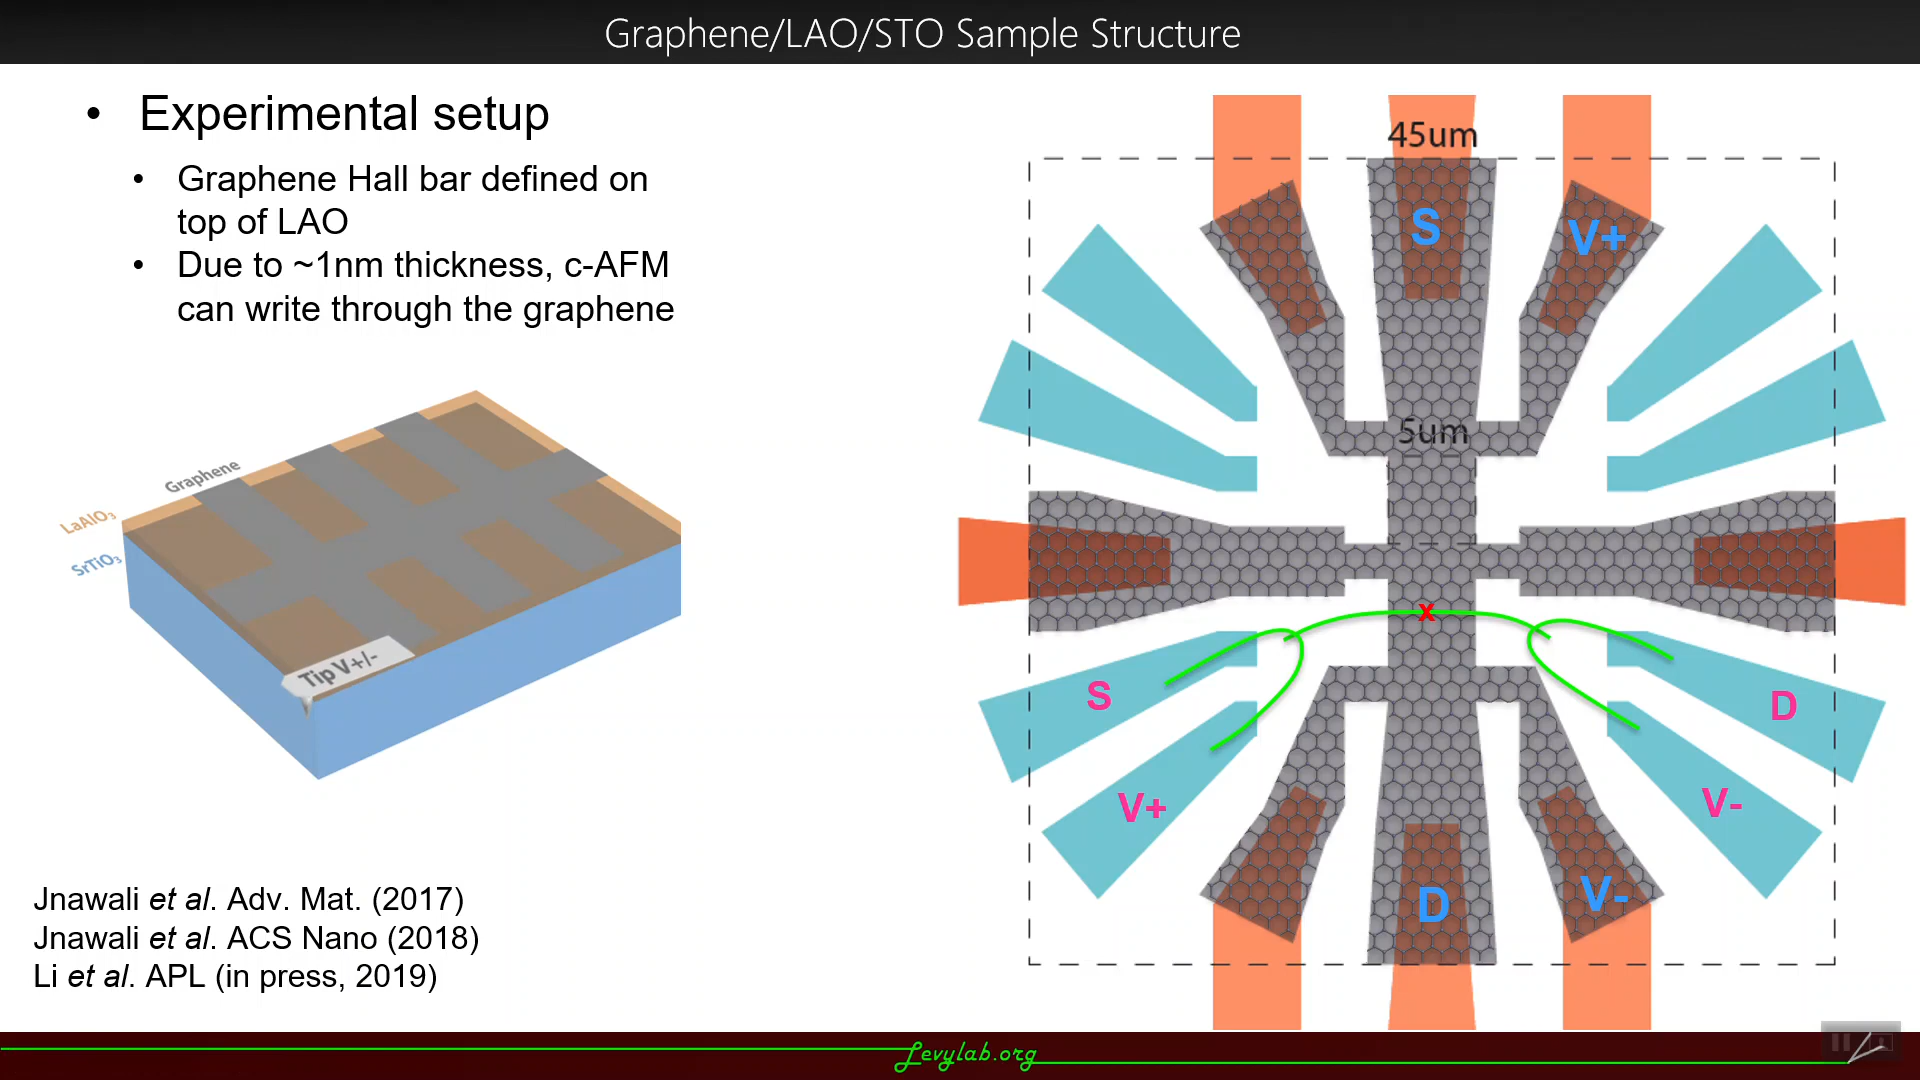 Graphene/LAO/STO Sample Structure
• Experimental setup
• Graphene Hall bar defined on
top of LAO
• Due to ~1nm thickness, c-AFM
can write through the graphene
Graphene
LaAlO₃
SrTiO₃
Tip V+/-
Jnawali et al. Adv. Mat. (2017)
Jnawali et al. ACS Nano (2018)
Li et al. APL (in press, 2019)
45um
S
V+
5um
x
S
D
V+
V-
D
V-
Levylab.org